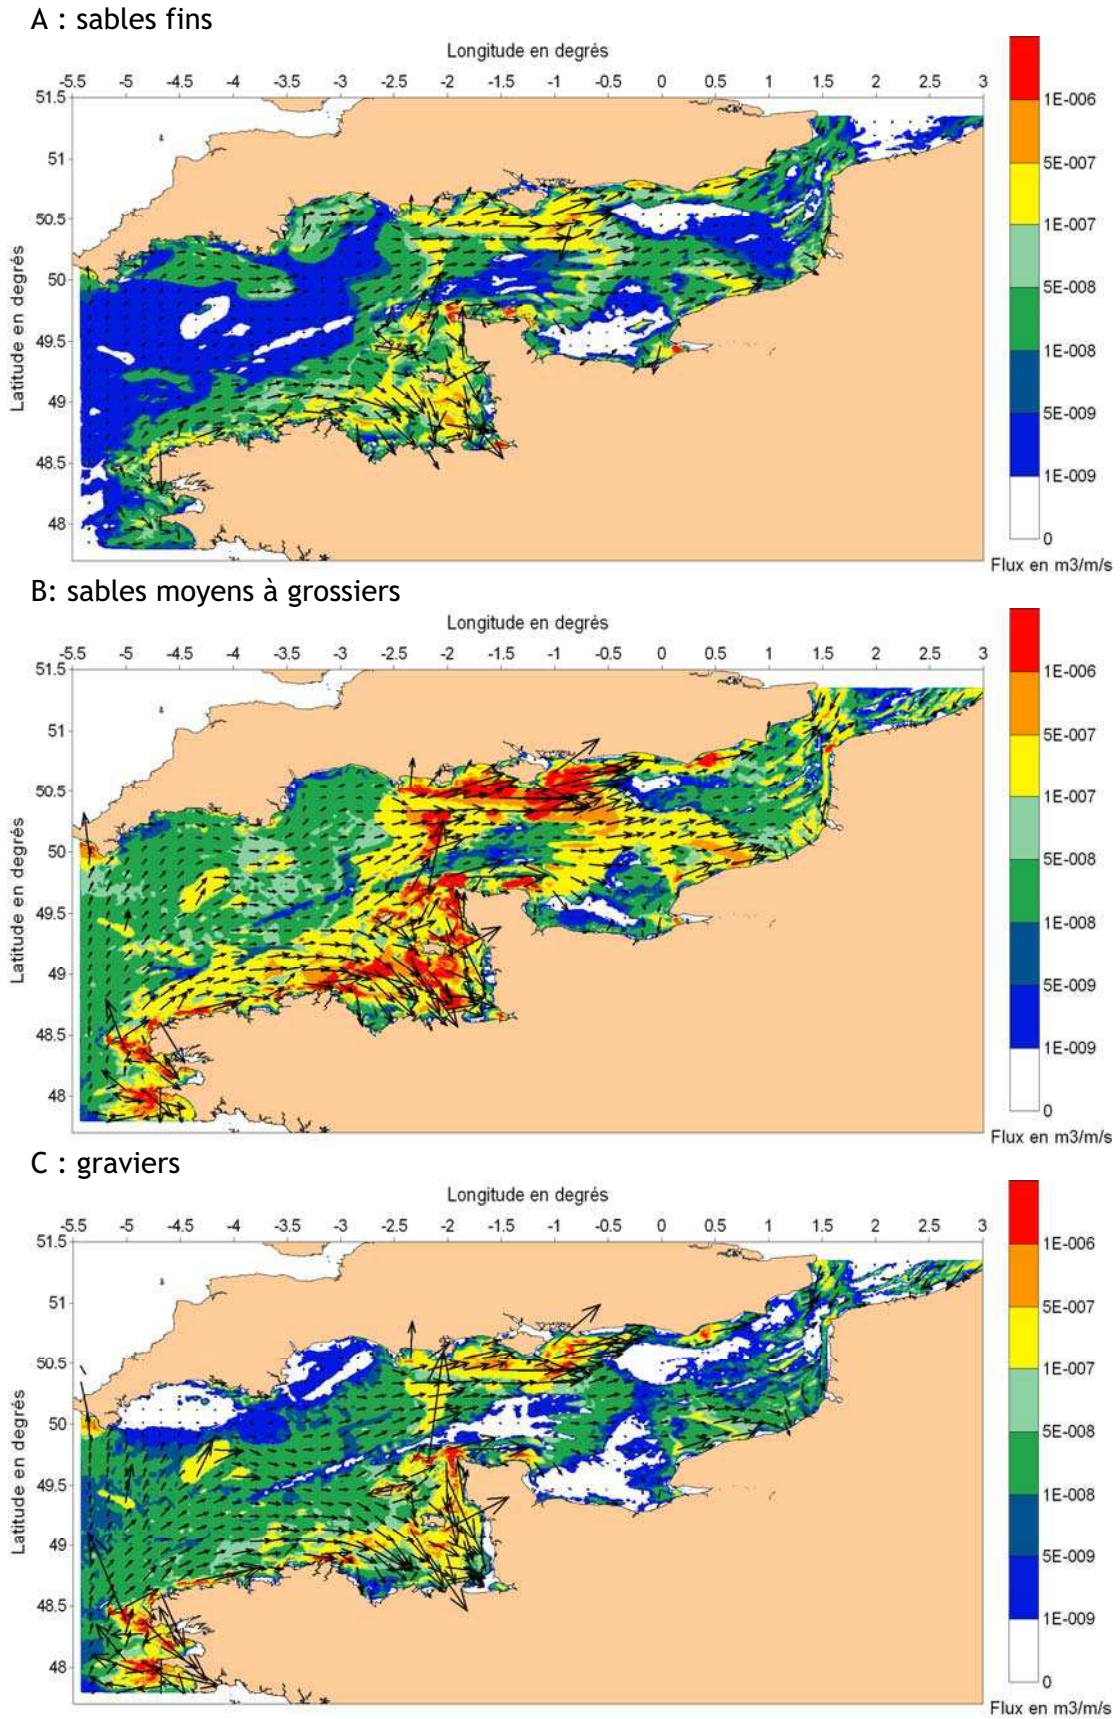 A : sables fins
Longitude en degrés
-5.5 -5 -4.5 -4 -3.5 -3 -2.5 -2 -1.5 -1 -0.5 0 0.5 1 1.5 2 2.5 3
Latitude en degrés
51.5
51
50.5
50
49.5
49
48.5
48
1E-006
5E-007
1E-007
5E-008
1E-008
5E-009
1E-009
0
Flux en m3/m/s
B: sables moyens à grossiers
Longitude en degrés
-5.5 -5 -4.5 -4 -3.5 -3 -2.5 -2 -1.5 -1 -0.5 0 0.5 1 1.5 2 2.5 3
Latitude en degrés
51.5
51
50.5
50
49.5
49
48.5
48
1E-006
5E-007
1E-007
5E-008
1E-008
5E-009
1E-009
0
Flux en m3/m/s
C : graviers
Longitude en degrés
-5.5 -5 -4.5 -4 -3.5 -3 -2.5 -2 -1.5 -1 -0.5 0 0.5 1 1.5 2 2.5 3
Latitude en degrés
51.5
51
50.5
50
49.5
49
48.5
48
1E-006
5E-007
1E-007
5E-008
1E-008
5E-009
1E-009
0
Flux en m3/m/s